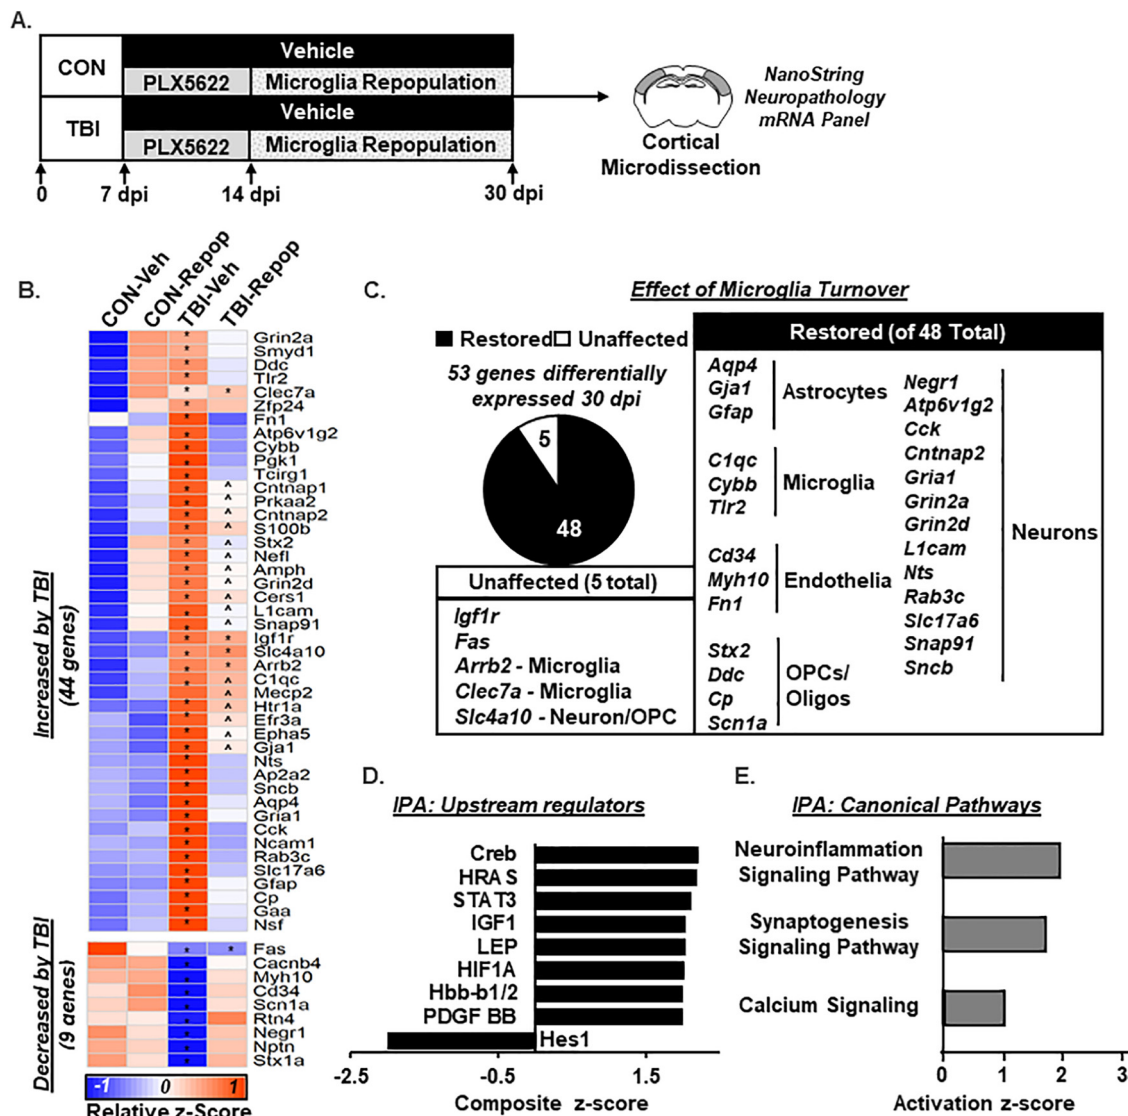 A.
CON
Vehicle
PLX5622
Microglia Repopulation
TBI
Vehicle
PLX5622
Microglia Repopulation
0
7 dpi
14 dpi
30 dpi
Cortical
Microdissection
NanoString
Neuropathology
mRNA Panel
B.
CON-Veh
CON-Repop
TBI-Veh
TBI-Repop
Increased by TBI
(44 genes)
Grin2a
*
Smyd1
*
Ddc
*
Tlr2
*
Clec7a
* *
Zfp24
*
Fn1
*
Atp6v1g2
*
Cybb
*
Pgk1
*
Tcirg1
*
Cntnap1
* ^
Prkaa2
* ^
Cntnap2
* ^
S100b
* ^
Stx2
* ^
Nefl
* ^
Amph
* ^
Grin2d
* ^
Cers1
* ^
L1cam
* ^
Snap91
* ^
Igf1r
* *
Slc4a10
* *
Arrb2
* *
C1qc
* ^
Mecp2
* ^
Htr1a
* ^
Efr3a
* ^
Epha5
* ^
Gja1
* ^
Nts
*
Ap2a2
*
Sncb
*
Aqp4
*
Gria1
*
Cck
*
Ncam1
*
Rab3c
*
Slc17a6
*
Gfap
*
Cp
*
Gaa
*
Nsf
*
Decreased by TBI
(9 genes)
Fas
* *
Cacnb4
*
Myh10
*
Cd34
*
Scn1a
*
Rtn4
*
Negr1
*
Nptn
*
Stx1a
*
-1 0 1
Relative z-Score
C.
Effect of Microglia Turnover
Restored Unaffected
53 genes differentially
expressed 30 dpi
5
48
Unaffected (5 total)
Igf1r
Fas
Arrb2 - Microglia
Clec7a - Microglia
Slc4a10 - Neuron/OPC
Restored (of 48 Total)
Aqp4
Gja1
Gfap
Astrocytes
C1qc
Cybb
Tlr2
Microglia
Cd34
Myh10
Fn1
Endothelia
Stx2
Ddc
Cp
Scn1a
OPCs/
Oligos
Negr1
Atp6v1g2
Cck
Cntnap2
Gria1
Grin2a
Grin2d
L1cam
Nts
Rab3c
Slc17a6
Snap91
Sncb
Neurons
D.
IPA: Upstream regulators
Creb
HRAS
STAT3
IGF1
LEP
HIF1A
Hbb-b1/2
PDGF BB
Hes1
-2.5 -0.5 1.5
Composite z-score
E.
IPA: Canonical Pathways
Neuroinflammation
Signaling Pathway
Synaptogenesis
Signaling Pathway
Calcium Signaling
0 1 2 3
Activation z-score